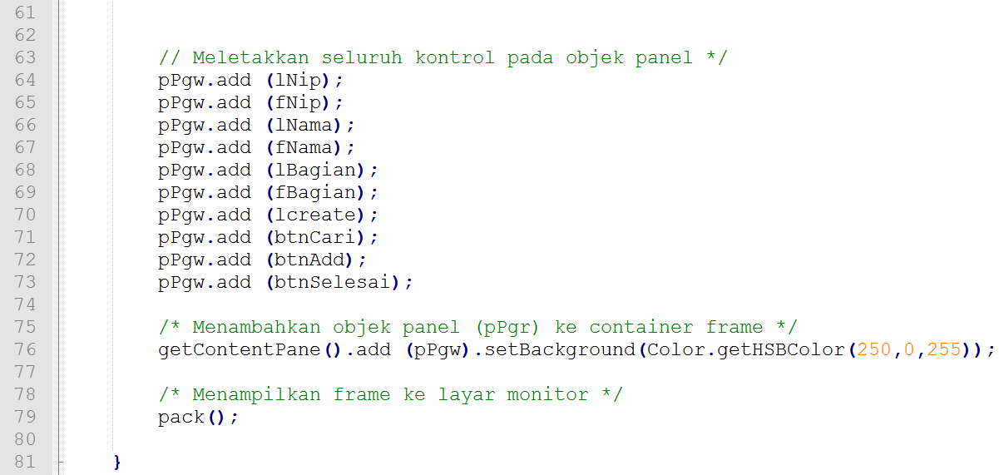 61
62
63 // Meletakkan seluruh kontrol pada objek panel */
64 pPgw.add (lNip);
65 pPgw.add (fNip);
66 pPgw.add (lNama);
67 pPgw.add (fNama);
68 pPgw.add (lBagian);
69 pPgw.add (fBagian);
70 pPgw.add (lcreate);
71 pPgw.add (btnCari);
72 pPgw.add (btnAdd);
73 pPgw.add (btnSelesai);
74
75 /* Menambahkan objek panel (pPgr) ke container frame */
76 getContentPane().add (pPgw).setBackground(Color.getHSBColor(250,0,255));
77
78 /* Menampilkan frame ke layar monitor */
79 pack();
80
81 }